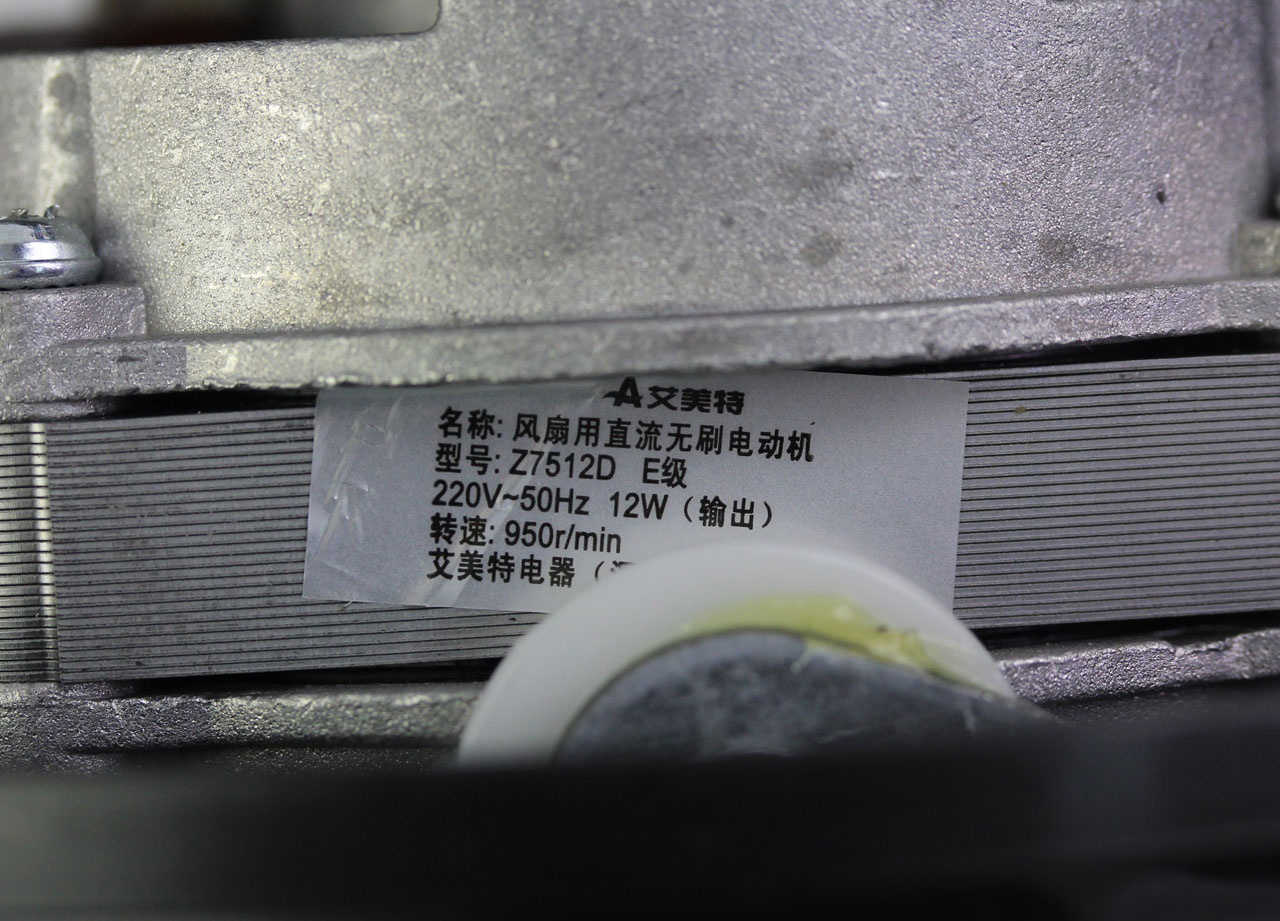 艾美特
名称: 风扇用直流无刷电动机
型号: Z7512D E级
220V~50Hz 12W（输出）
转速: 950r/min
艾美特电器（